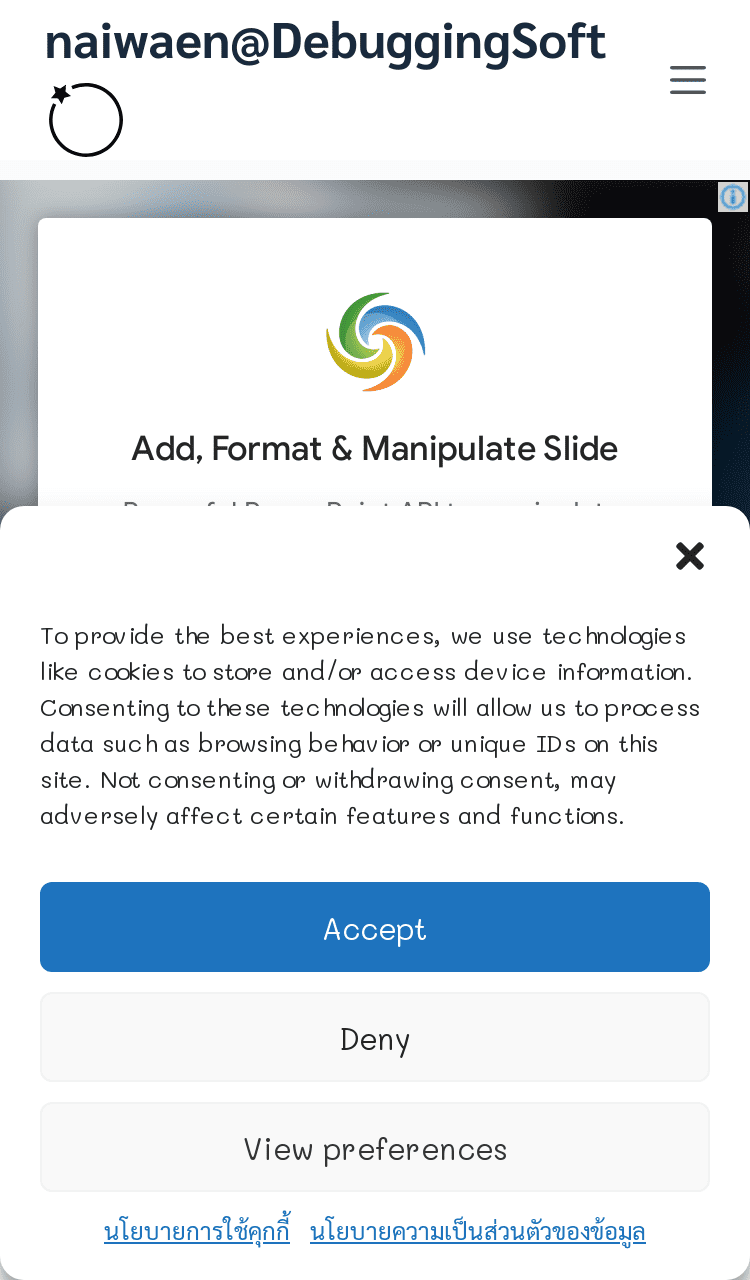 naiwaen@DebuggingSoft
Add, Format & Manipulate Slide
To provide the best experiences, we use technologies
like cookies to store and/or access device information.
Consenting to these technologies will allow us to process
data such as browsing behavior or unique IDs on this
site. Not consenting or withdrawing consent, may
adversely affect certain features and functions.
Accept
Deny
View preferences
นโยบายการใช้คุกกี้ นโยบายความเป็นส่วนตัวของข้อมูล